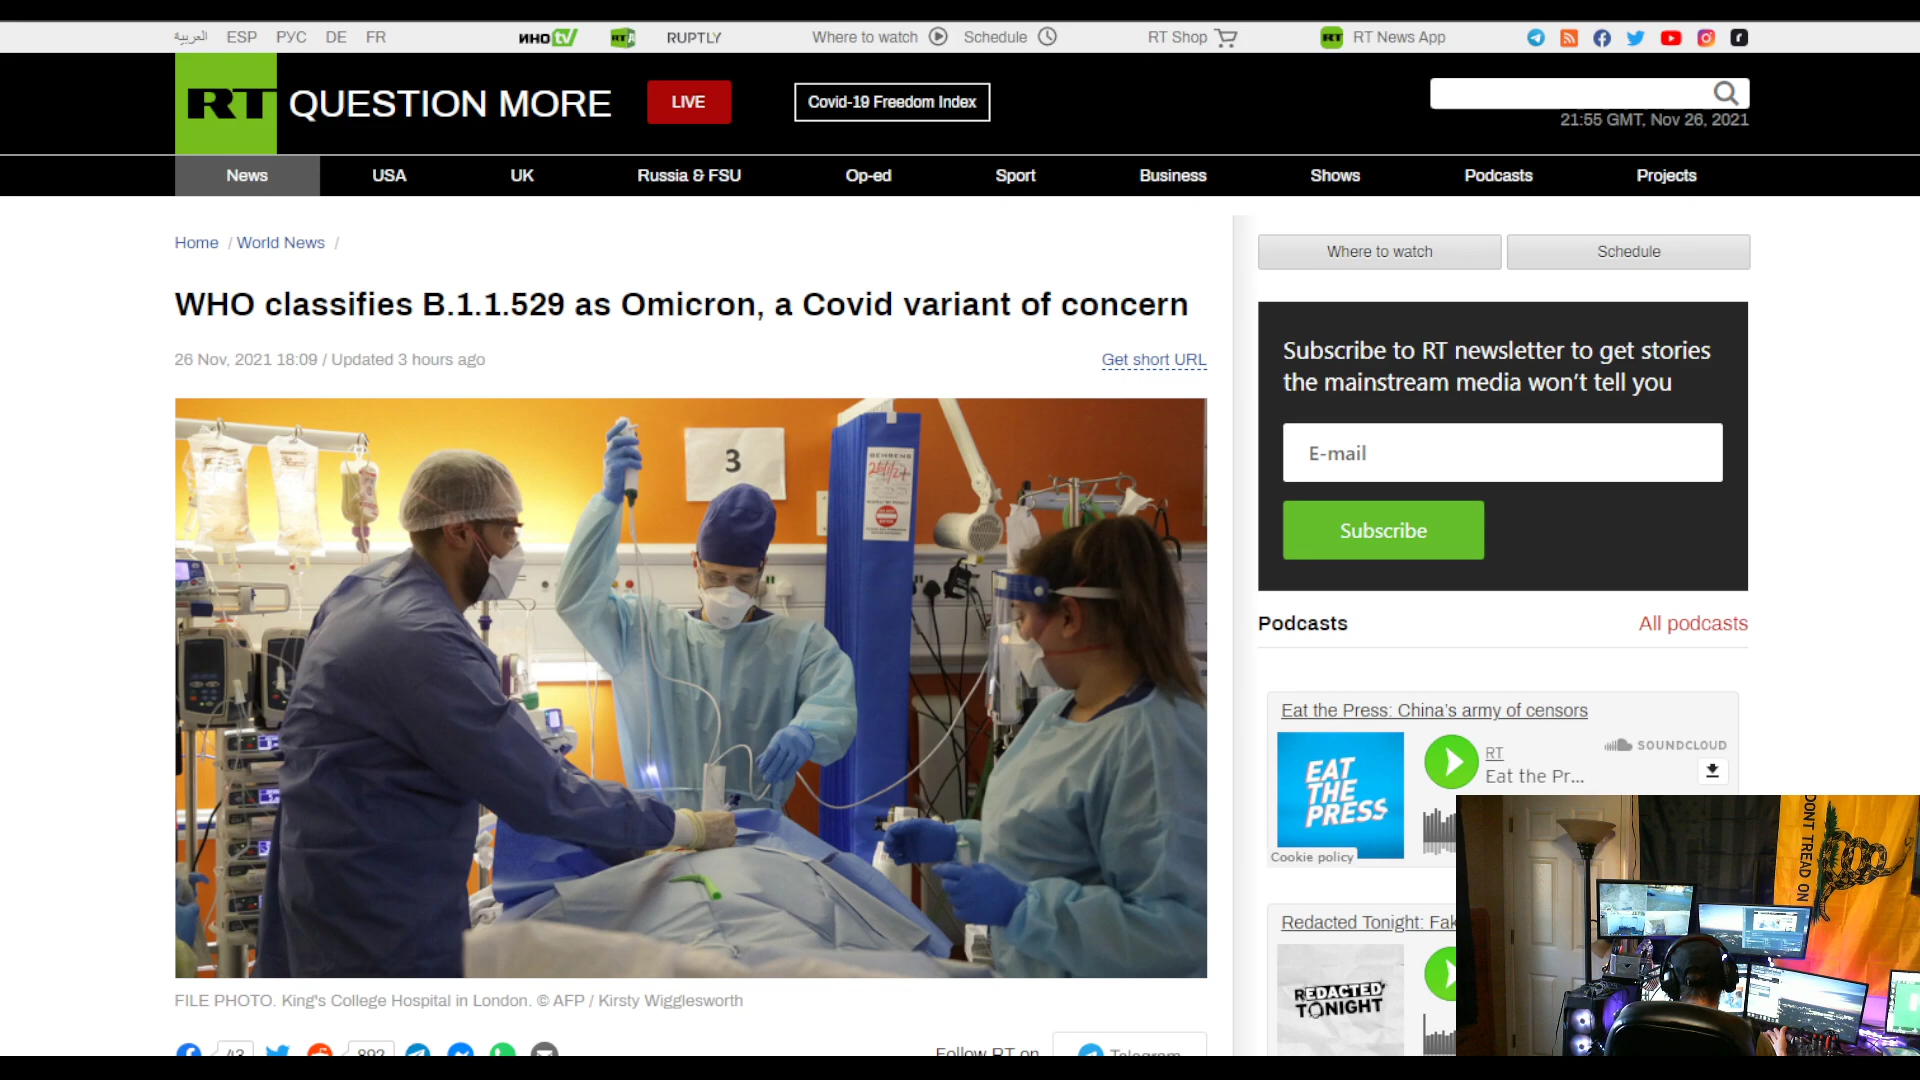 العربية ESP РУС DE FR ИНО tv RUPTLY Where to watch Schedule RT Shop RT RT News App
RT QUESTION MORE LIVE Covid-19 Freedom Index
21:55 GMT, Nov 26, 2021
News USA UK Russia & FSU Op-ed Sport Business Shows Podcasts Projects
Home / World News /
WHO classifies B.1.1.529 as Omicron, a Covid variant of concern
26 Nov, 2021 18:09 / Updated 3 hours ago
Get short URL
3
FILE PHOTO. King's College Hospital in London. © AFP / Kirsty Wigglesworth
43 892
Follow RT on Telegram
Where to watch Schedule
Subscribe to RT newsletter to get stories
the mainstream media won't tell you
E-mail
Subscribe
Podcasts All podcasts
Eat the Press: China's army of censors
EAT
THE
PRESS
RT
Eat the Pr...
SOUNDCLOUD
Cookie policy
Redacted Tonight: Fak
REDACTED
TONIGHT
DONT TREAD ON